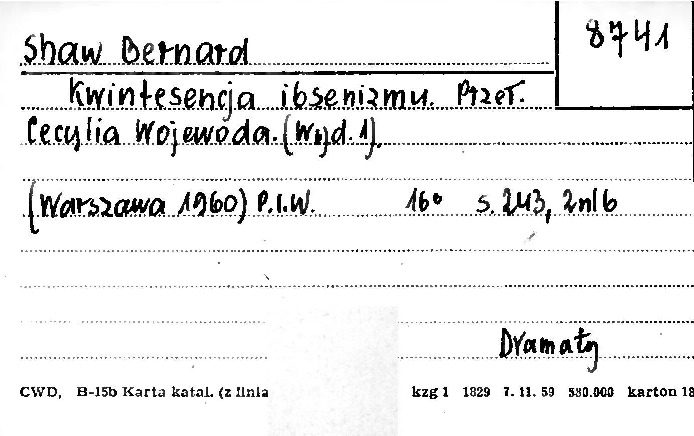 8741
Shaw Bernard
Kwintesencja ibsenizmu. Przeł.
Cecylia Wojewoda. (Wyd. 1).
(Warszawa 1960) P.I.W. 16° s. 243, 2nlb
Dramaty
CWD, B-15b Karta katal. (z linia kzg 1 1829 7. 11. 59 580.000 karton 18